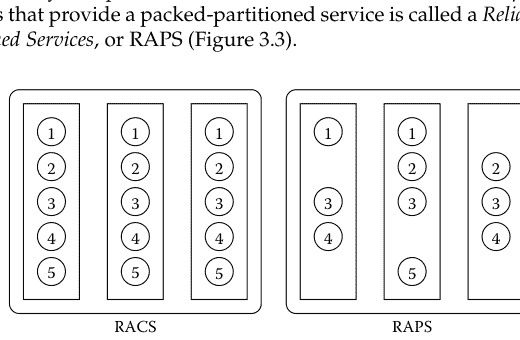 that provide a packed-partitioned service is called a
Services, or RAPS (Figure 3.3).
1 1 1 1 1
2 2 2 2 2
3 3 3 3 3 3
4 4 4 4 4
5 5 5 5
RACS RAPS